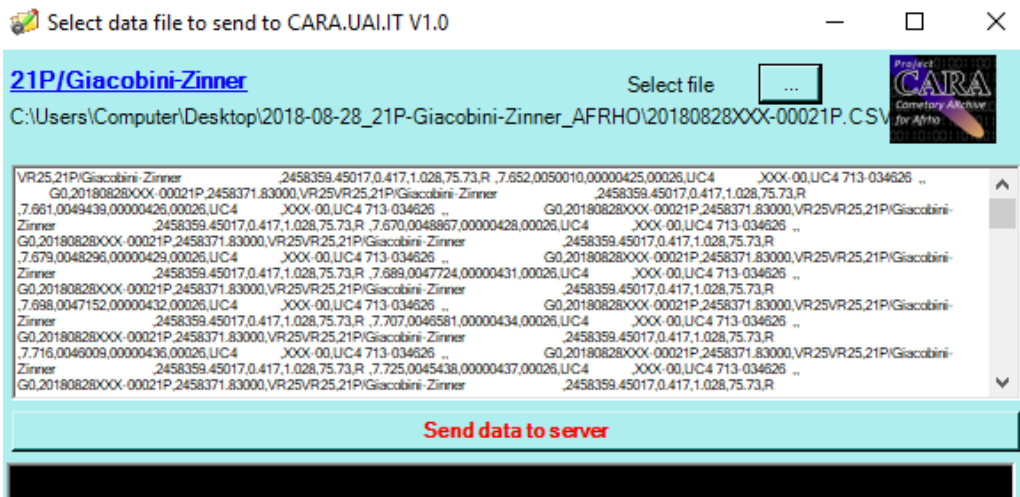 Select data file to send to CARA.UAI.IT V1.0
21P/Giacobini-Zinner
Select file
...
Project
CARA
Cometary ARchive
for Afrho
C:\Users\Computer\Desktop\2018-08-28_21P-Giacobini-Zinner_AFRHO\20180828XXX-00021P.CSV
VR25,21P/Giacobini-Zinner ,2458359.45017,0.417,1.028,75.73,R ,7.652,0050010,00000425,00026,UC4 ,XXX-00,UC4 713-034626 ,,
G0,20180828XXX-00021P,2458371.83000,VR25VR25,21P/Giacobini-Zinner ,2458359.45017,0.417,1.028,75.73,R
,7.661,0049439,00000426,00026,UC4 ,XXX-00,UC4 713-034626 ,, G0,20180828XXX-00021P,2458371.83000,VR25VR25,21P/Giacobini-
Zinner ,2458359.45017,0.417,1.028,75.73,R ,7.670,0048867,00000428,00026,UC4 ,XXX-00,UC4 713-034626 ,,
G0,20180828XXX-00021P,2458371.83000,VR25VR25,21P/Giacobini-Zinner ,2458359.45017,0.417,1.028,75.73,R
,7.679,0048296,00000429,00026,UC4 ,XXX-00,UC4 713-034626 ,, G0,20180828XXX-00021P,2458371.83000,VR25VR25,21P/Giacobini-
Zinner ,2458359.45017,0.417,1.028,75.73,R ,7.689,0047724,00000431,00026,UC4 ,XXX-00,UC4 713-034626 ,,
G0,20180828XXX-00021P,2458371.83000,VR25VR25,21P/Giacobini-Zinner ,2458359.45017,0.417,1.028,75.73,R
,7.698,0047152,00000432,00026,UC4 ,XXX-00,UC4 713-034626 ,, G0,20180828XXX-00021P,2458371.83000,VR25VR25,21P/Giacobini-
Zinner ,2458359.45017,0.417,1.028,75.73,R ,7.707,0046581,00000434,00026,UC4 ,XXX-00,UC4 713-034626 ,,
G0,20180828XXX-00021P,2458371.83000,VR25VR25,21P/Giacobini-Zinner ,2458359.45017,0.417,1.028,75.73,R
,7.716,0046009,00000436,00026,UC4 ,XXX-00,UC4 713-034626 ,, G0,20180828XXX-00021P,2458371.83000,VR25VR25,21P/Giacobini-
Zinner ,2458359.45017,0.417,1.028,75.73,R ,7.725,0045438,00000437,00026,UC4 ,XXX-00,UC4 713-034626 ,,
G0,20180828XXX-00021P,2458371.83000,VR25VR25,21P/Giacobini-Zinner ,2458359.45017,0.417,1.028,75.73,R
Send data to server